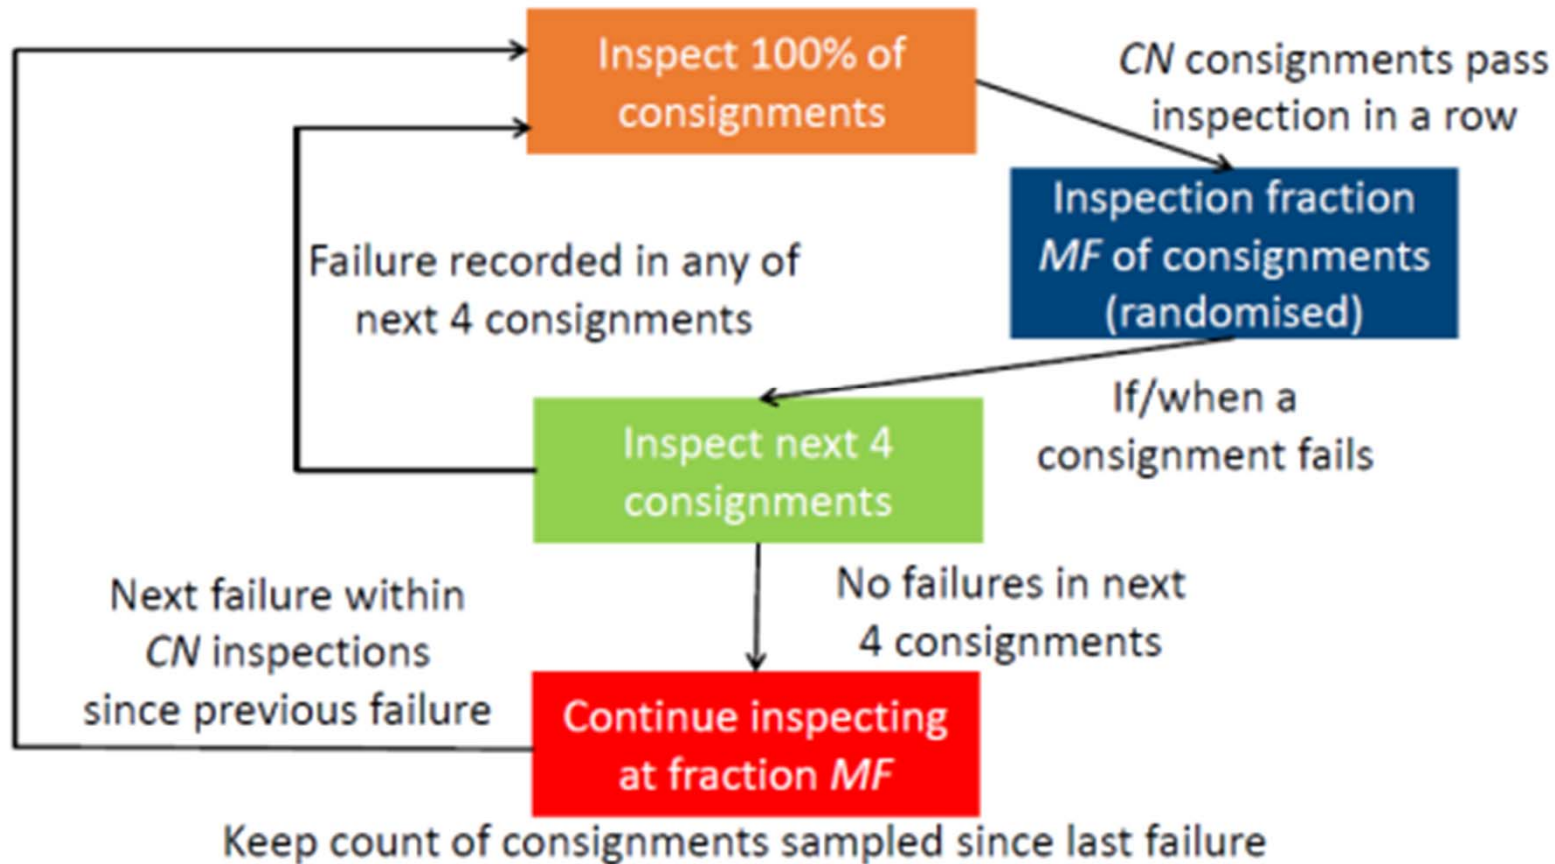 Inspect 100% of
consignments
CN consignments pass
inspection in a row
Inspection fraction
MF of consignments
(randomised)
Failure recorded in any of
next 4 consignments
If/when a
consignment fails
Inspect next 4
consignments
No failures in next
4 consignments
Next failure within
CN inspections
since previous failure
Continue inspecting
at fraction MF
Keep count of consignments sampled since last failure